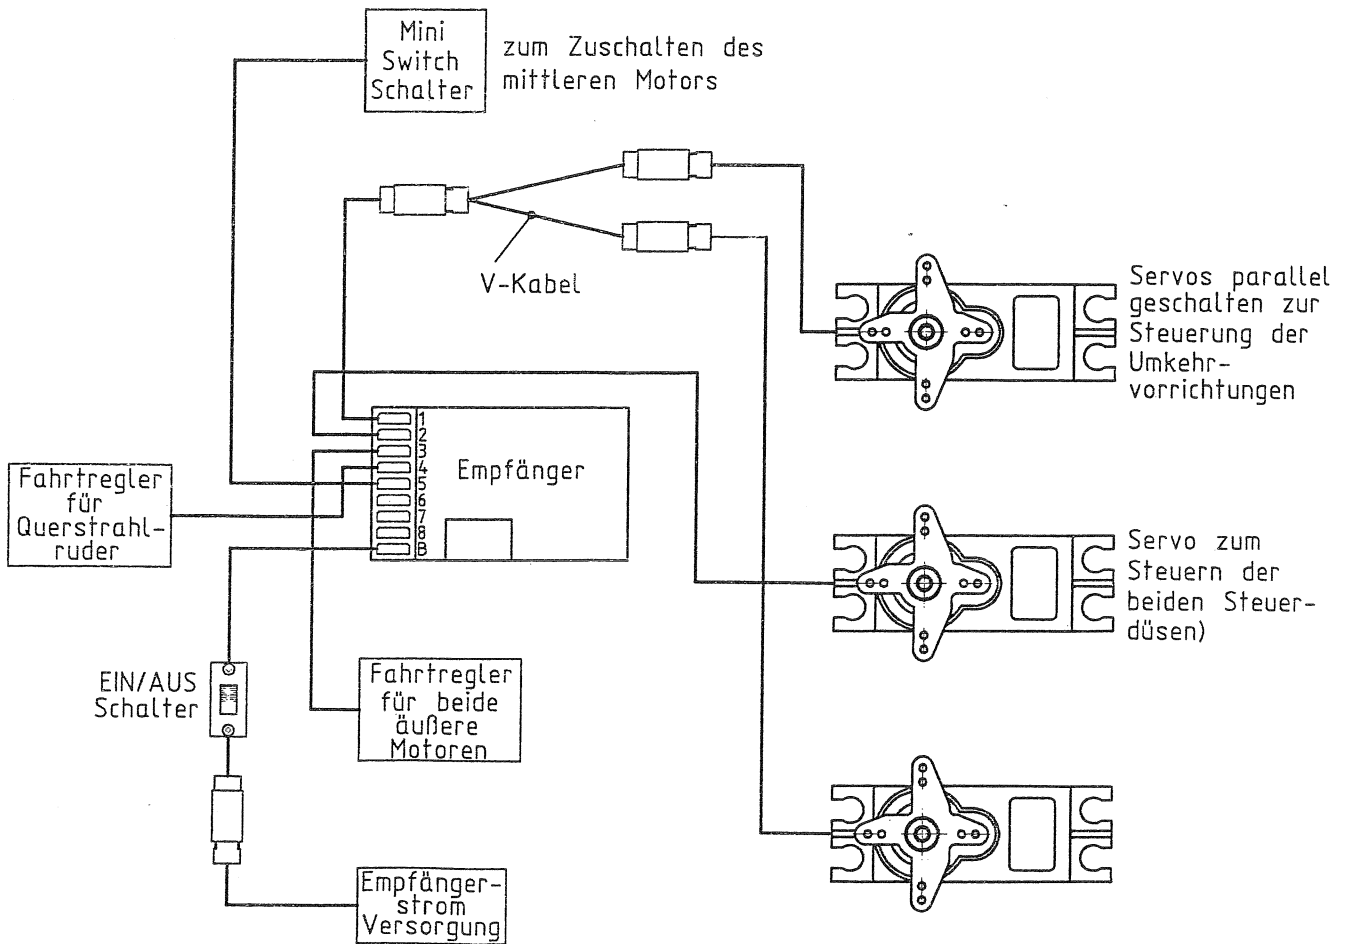 Mini
Switch
Schalter
zum Zuschalten des
mittleren Motors
V-Kabel
Servos parallel
geschalten zur
Steuerung der
Umkehr-
vorrichtungen
1
2
3
4
5
6
7
8
B
Empfänger
Fahrtregler
für
Querstrahl-
ruder
Servo zum
Steuern der
beiden Steuer-
düsen)
EIN/AUS
Schalter
Fahrtregler
für beide
äußere
Motoren
Empfänger-
strom
Versorgung